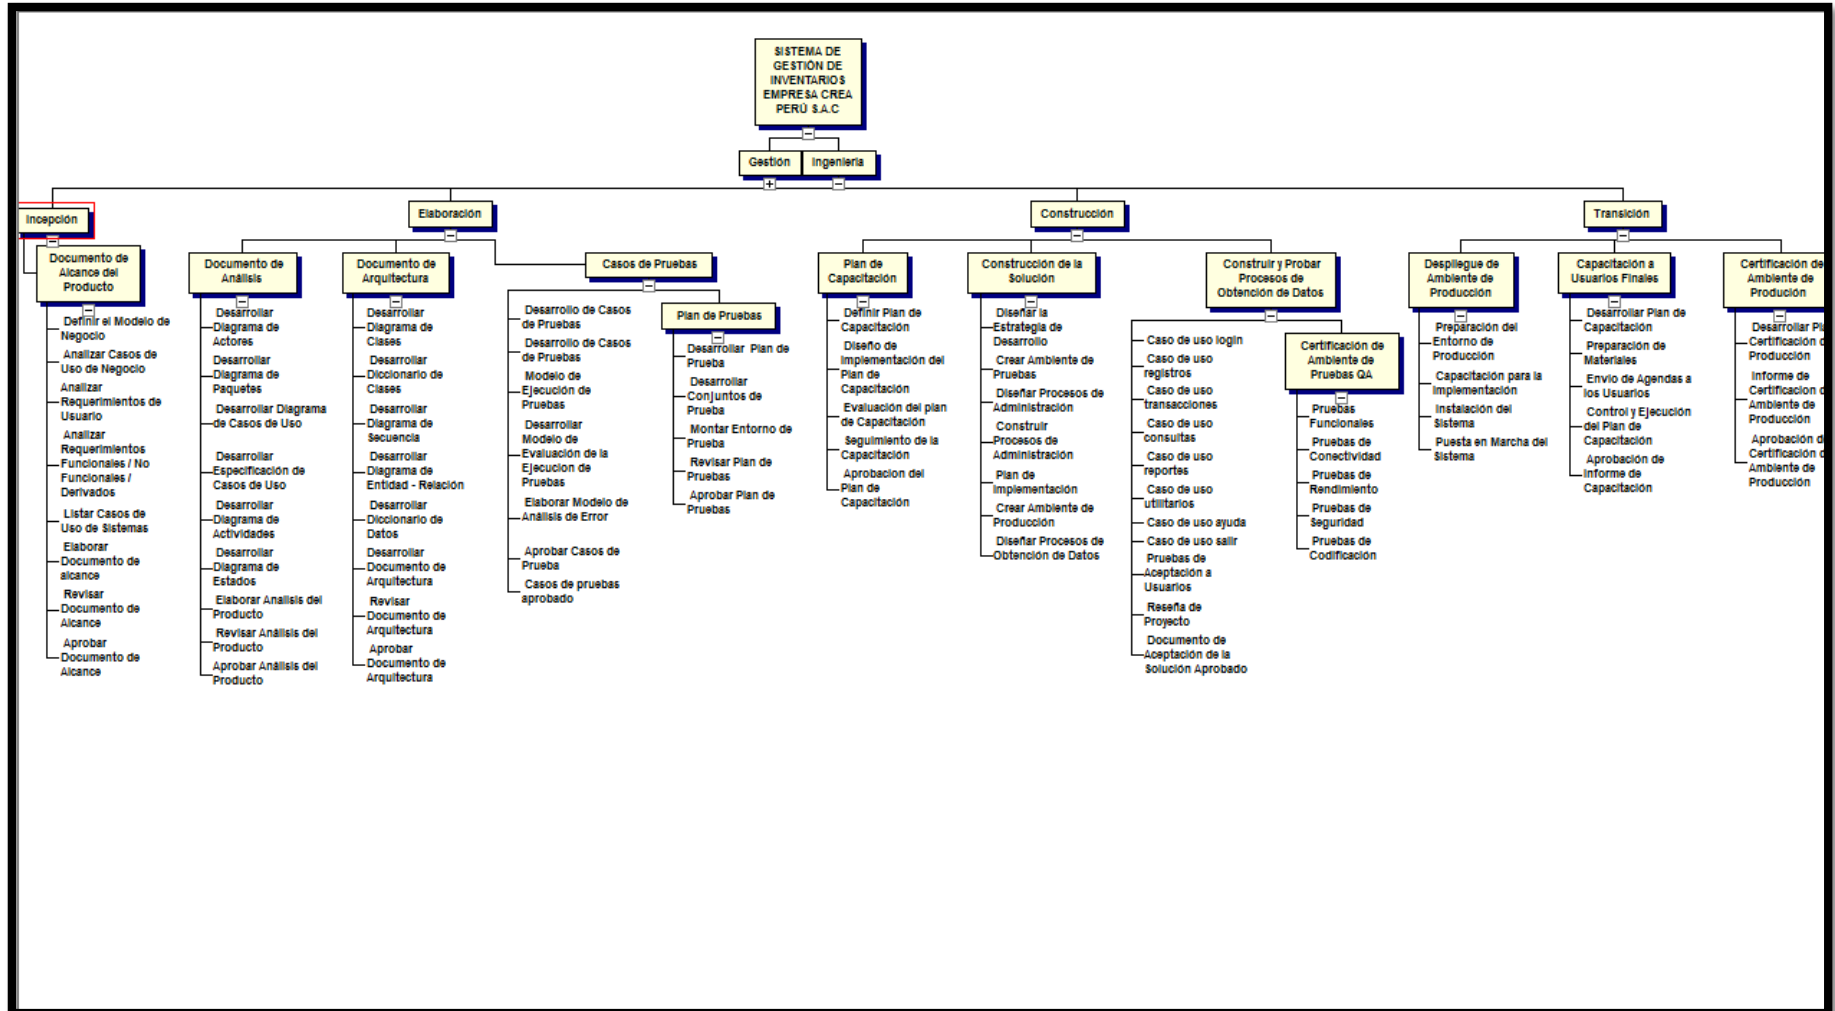 SISTEMA DE
GESTIÓN DE
INVENTARIOS
EMPRESA CREA
PERÚ S.A.C
Gestión
Ingeniería
Incepción
Elaboración
Construcción
Transición
Documento de
Alcance del
Producto
Definir el Modelo de
Negocio
Analizar Casos de
Uso de Negocio
Analizar
Requerimientos de
Usuario
Analizar
Requerimientos
Funcionales / No
Funcionales /
Derivados
Listar Casos de
Uso de Sistemas
Elaborar
Documento de
alcance
Revisar
Documento de
Alcance
Aprobar
Documento de
Alcance
Documento de
Análisis
Desarrollar
Diagrama de
Actores
Desarrollar
Diagrama de
Paquetes
Desarrollar Diagrama
de Casos de Uso
Desarrollar
Especificación de
Casos de Uso
Desarrollar
Diagrama de
Actividades
Desarrollar
Diagrama de
Estados
Elaborar Analisis del
Producto
Revisar Análisis del
Producto
Aprobar Análisis del
Producto
Documento de
Arquitectura
Desarrollar
Diagrama de
Clases
Desarrollar
Diccionario de
Clases
Desarrollar
Diagrama de
Secuencia
Desarrollar
Diagrama de
Entidad - Relación
Desarrollar
Diccionario de
Datos
Desarrollar
Documento de
Arquitectura
Revisar
Documento de
Arquitectura
Aprobar
Documento de
Arquitectura
Casos de Pruebas
Desarrollo de Casos
de Pruebas
Desarrollo de Casos
de Pruebas
Modelo de
Ejecución de
Pruebas
Desarrollar
Modelo de
Evaluación de la
Ejecucion de
Pruebas
Elaborar Modelo de
Análisis de Error
Aprobar Casos de
Prueba
Casos de pruebas
aprobado
Plan de Pruebas
Desarrollar Plan de
Prueba
Desarrollar
Conjuntos de
Prueba
Montar Entorno de
Prueba
Revisar Plan de
Pruebas
Aprobar Plan de
Pruebas
Plan de
Capacitación
Definir Plan de
Capacitación
Diseño de
Implementación del
Plan de
Capacitación
Evaluación del plan
de Capacitación
Seguimiento de la
Capacitación
Aprobacion del
Plan de
Capacitación
Construcción de la
Solución
Diseñar la
Estrategia de
Desarrollo
Crear Ambiente de
Pruebas
Diseñar Procesos de
Administración
Construir
Procesos de
Administración
Plan de
Implementación
Crear Ambiente de
Producción
Diseñar Procesos de
Obtención de Datos
Construir y Probar
Procesos de
Obtención de Datos
Caso de uso login
Caso de uso
registros
Caso de uso
transacciones
Caso de uso
consultas
Caso de uso
reportes
Caso de uso
utilitarios
Caso de uso ayuda
Caso de uso salir
Pruebas de
Aceptación a
Usuarios
Reseña de
Proyecto
Documento de
Aceptación de la
Solución Aprobado
Certificación de
Ambiente de
Pruebas QA
Pruebas
Funcionales
Pruebas de
Conectividad
Pruebas de
Rendimiento
Pruebas de
Seguridad
Pruebas de
Codificación
Despliegue de
Ambiente de
Producción
Preparación del
Entorno de
Producción
Capacitación para la
Implementación
Instalación del
Sistema
Puesta en Marcha del
Sistema
Capacitación a
Usuarios Finales
Desarrollar Plan de
Capacitación
Preparación de
Materiales
Envio de Agendas a
los Usuarios
Control y Ejecución
del Plan de
Capacitación
Aprobación de
Informe de
Capacitación
Certificación de
Ambiente de
Produción
Desarrollar
Certificación
Producción
Informe de
Certificacion
Ambiente de
Producción
Aprobación
Certificación
Ambiente de
Producción